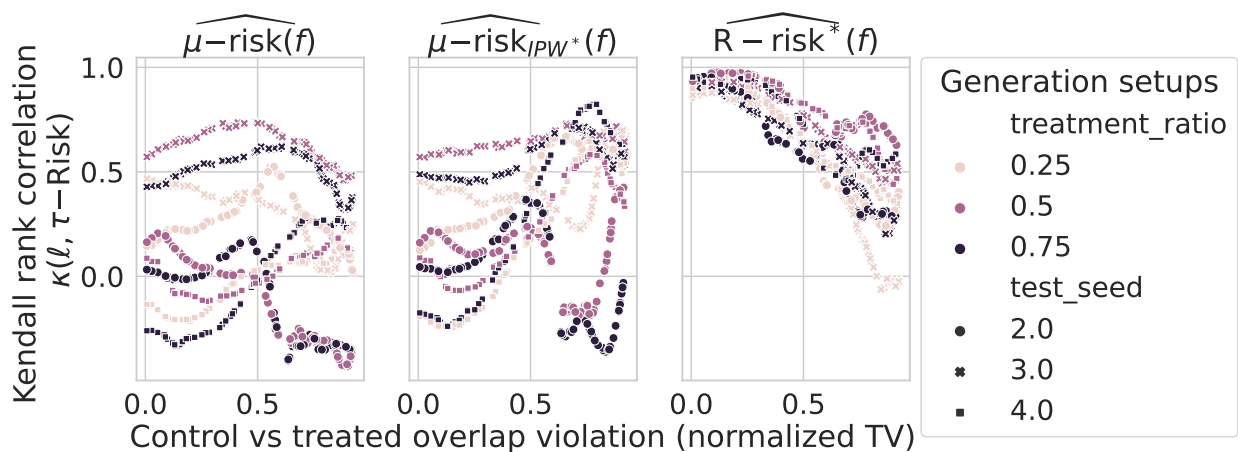 μ−risk(f)
μ−risk_{IPW*}(f)
R − risk*(f)
Kendall rank correlation
κ(ℓ, τ−Risk)
1.0
0.5
0.0
0.0
0.5
0.0
0.5
0.0
0.5
Control vs treated overlap violation (normalized TV)
Generation setups
treatment_ratio
0.25
0.5
0.75
test_seed
2.0
3.0
4.0